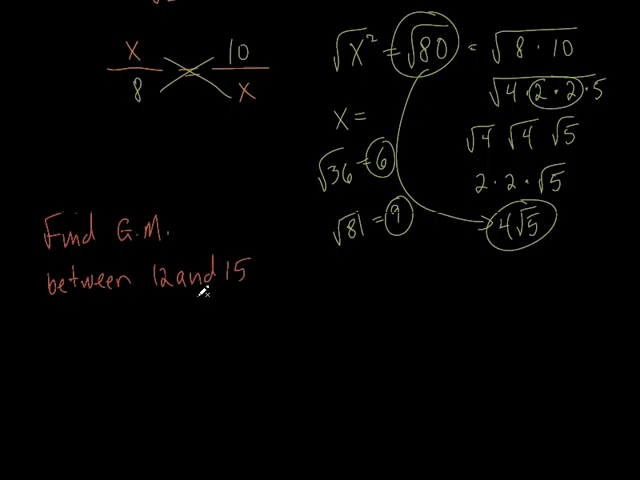 x/8 = 10/x
√x² = √80 = √8 · 10
√4 · 2 · 2 · 5
x =
√4 √4 √5
√36 = 6
2 · 2 · √5
√81 = 9
4√5
Find G.M.
between 12 and 15